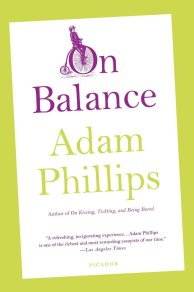 On
Balance
Adam
Phillips
Author of On Kissing, Tickling, and Being Bored
"A refreshing, invigorating experience. . . Adam Phillips
is one of the richest and most rewarding essayists of our time."
—Los Angeles Times
PICADOR